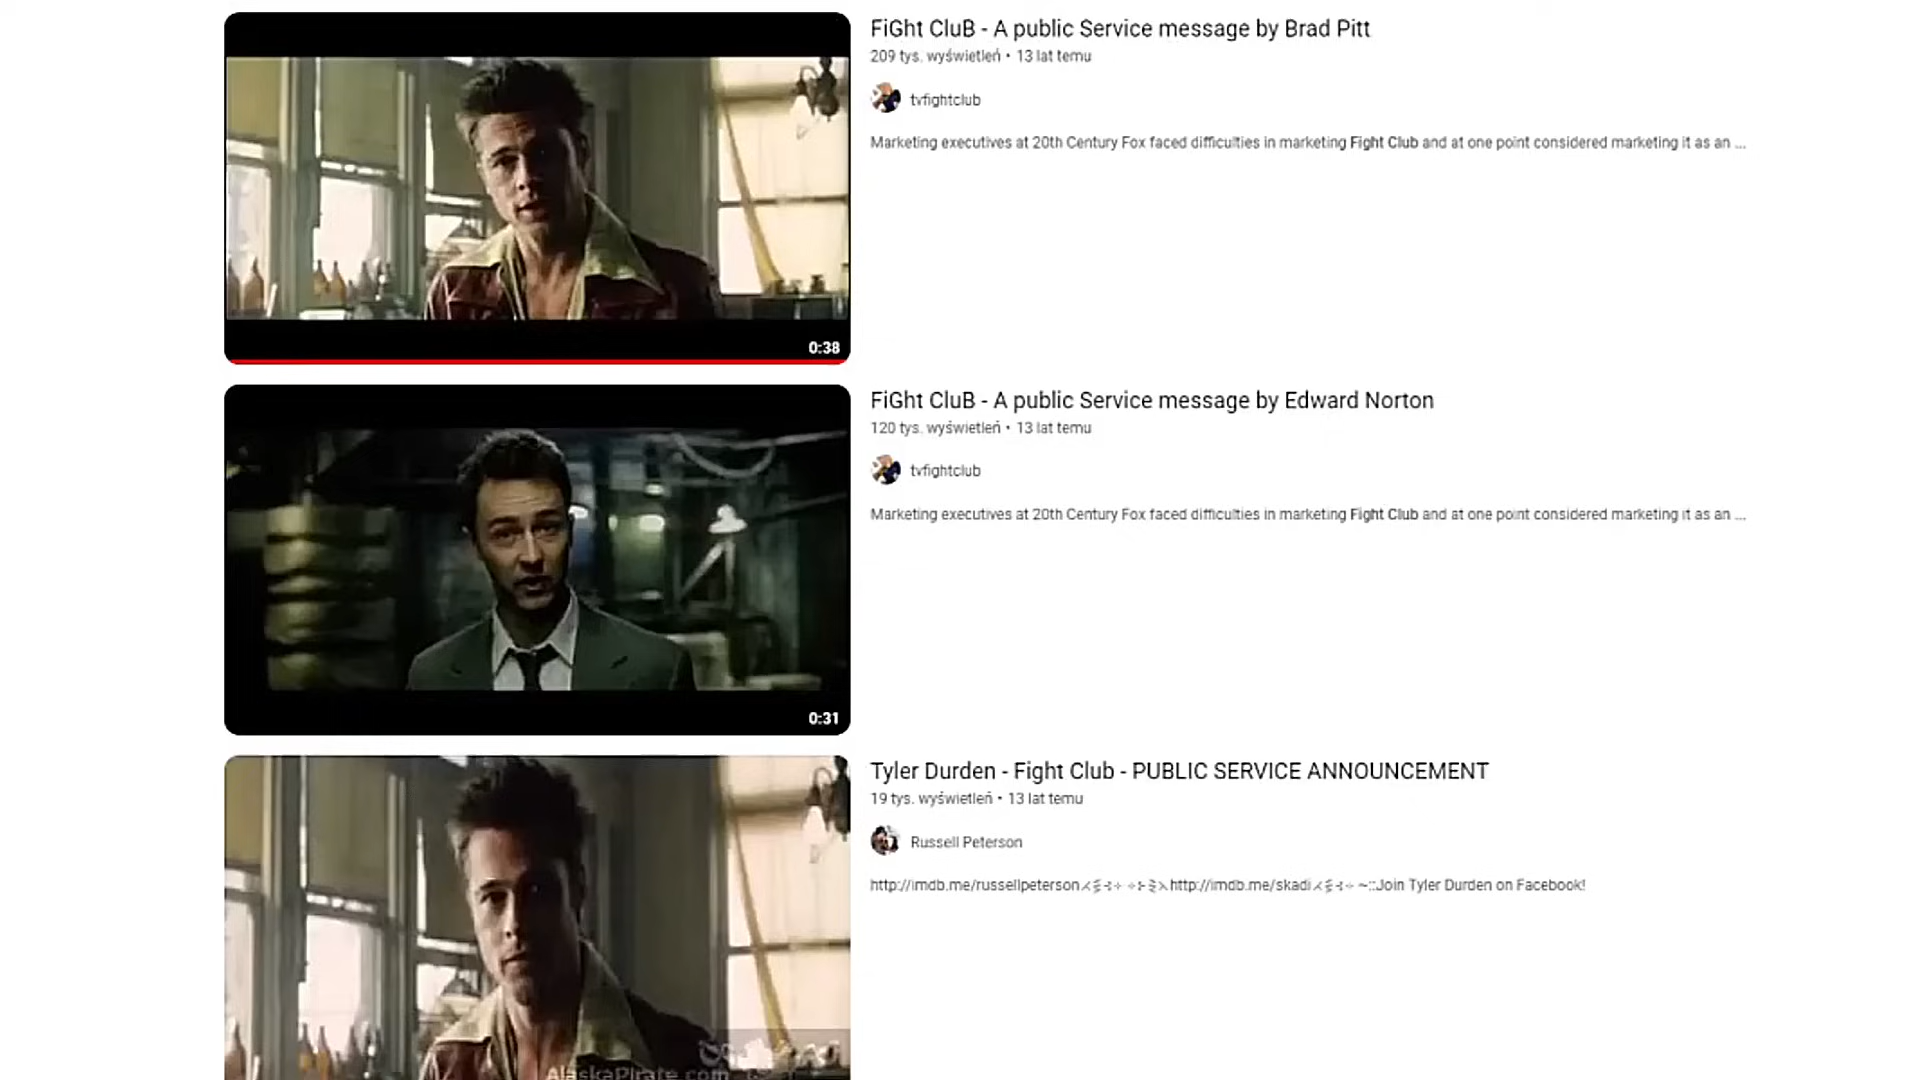 FiGht CluB - A public Service message by Brad Pitt
209 tys. wyświetleń • 13 lat temu
tvfightclub
Marketing executives at 20th Century Fox faced difficulties in marketing Fight Club and at one point considered marketing it as an ...
0:38
FiGht CluB - A public Service message by Edward Norton
120 tys. wyświetleń • 13 lat temu
tvfightclub
Marketing executives at 20th Century Fox faced difficulties in marketing Fight Club and at one point considered marketing it as an ...
0:31
Tyler Durden - Fight Club - PUBLIC SERVICE ANNOUNCEMENT
19 tys. wyświetleń • 13 lat temu
Russell Peterson
http://imdb.me/russellpeterson http://imdb.me/skadi ~::Join Tyler Durden on Facebook!
AlaskaPirate.com